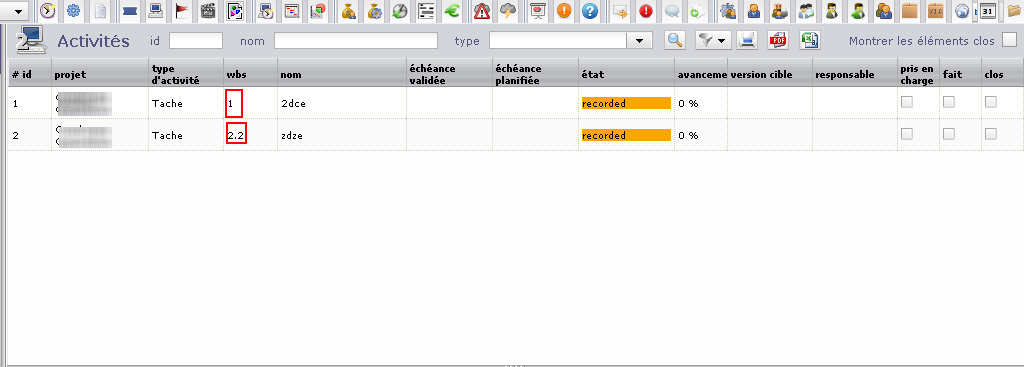 Activités id nom type Montrer les éléments clos
# id projet type d'activité wbs nom échéance validée échéance planifiée état avanceme version cible responsable pris en charge fait clos
1 Tache 1 2dce recorded 0 %
2 Tache 2.2 zdze recorded 0 %